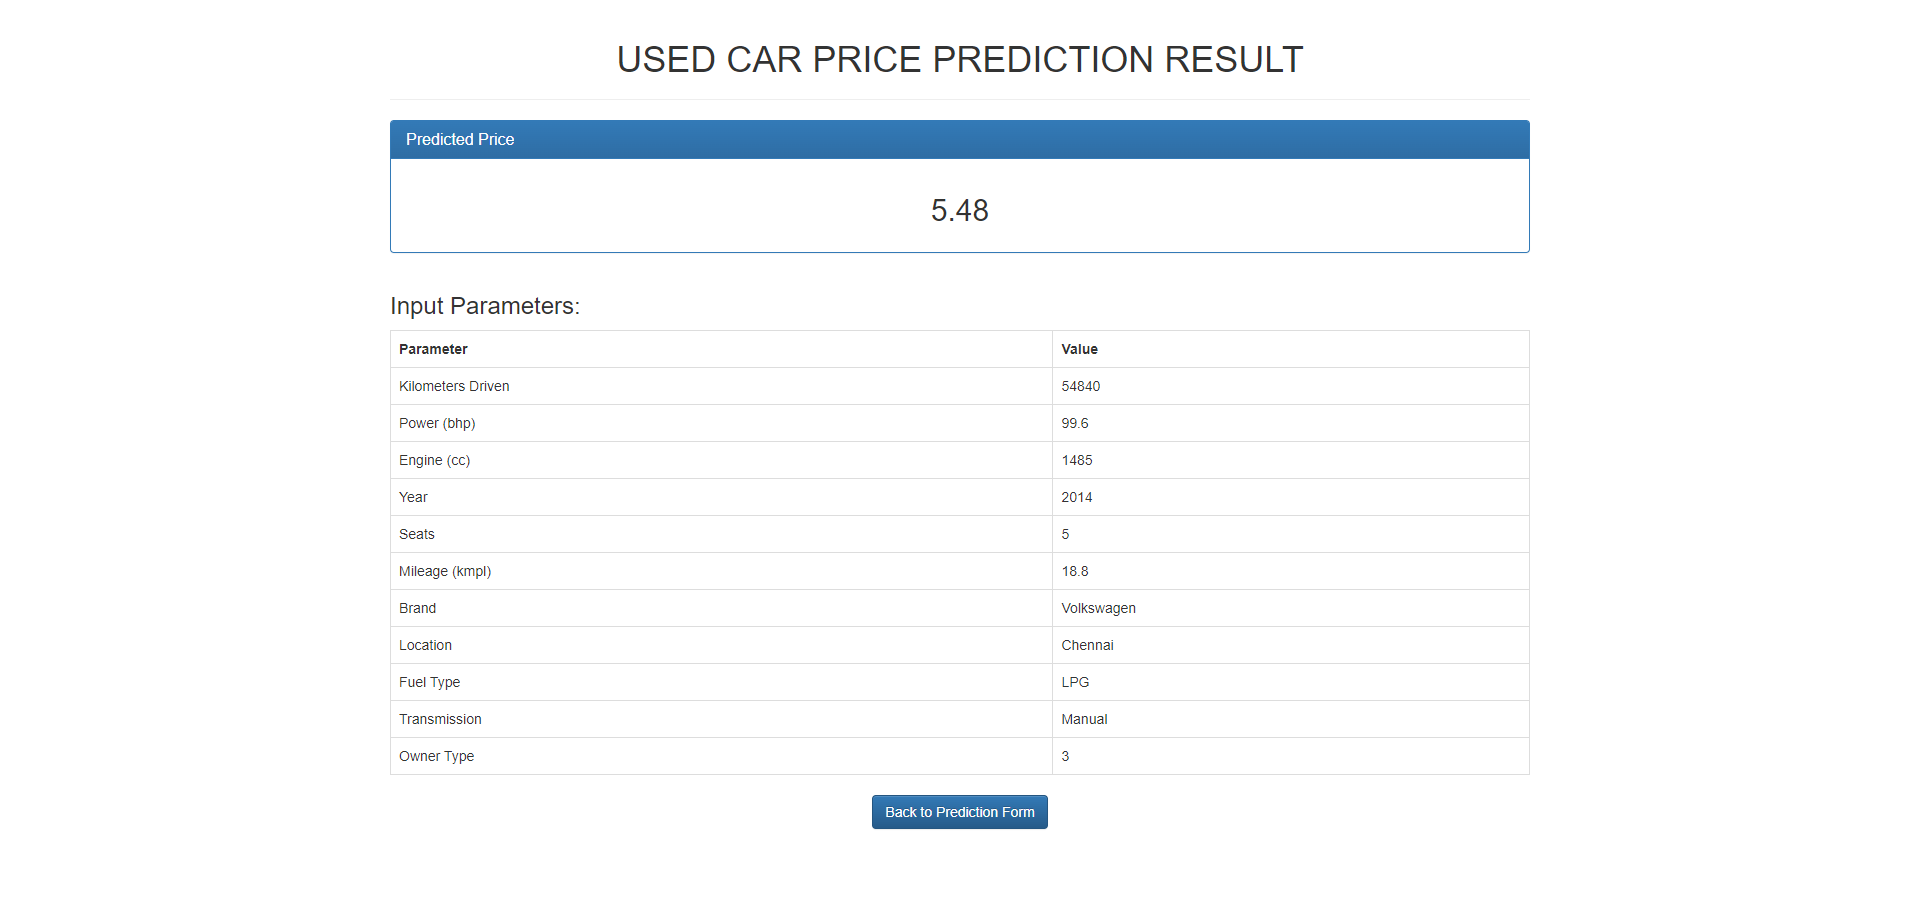 USED CAR PRICE PREDICTION RESULT
Predicted Price
5.48
Input Parameters:
Parameter Value
Kilometers Driven 54840
Power (bhp) 99.6
Engine (cc) 1485
Year 2014
Seats 5
Mileage (kmpl) 18.8
Brand Volkswagen
Location Chennai
Fuel Type LPG
Transmission Manual
Owner Type 3
Back to Prediction Form